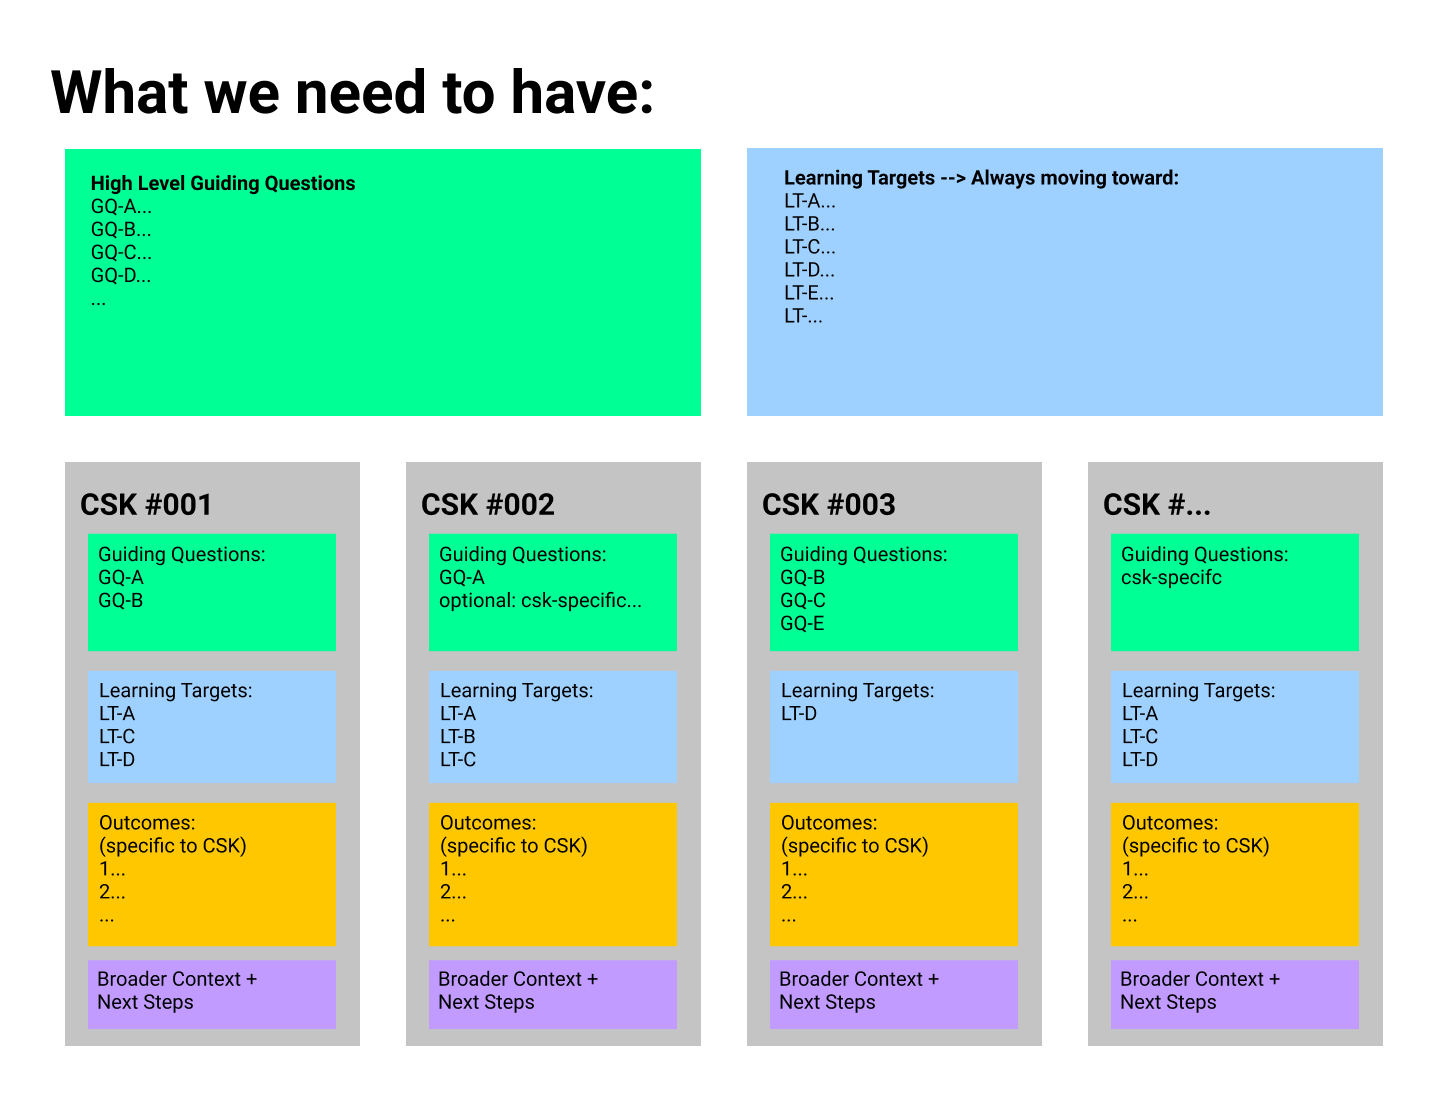 What we need to have:
High Level Guiding Questions
GQ-A...
GQ-B...
GQ-C...
GQ-D...
...
Learning Targets --> Always moving toward:
LT-A...
LT-B...
LT-C...
LT-D...
LT-E...
LT-...
CSK #001
Guiding Questions:
GQ-A
GQ-B
Learning Targets:
LT-A
LT-C
LT-D
Outcomes:
(specific to CSK)
1...
2...
...
Broader Context +
Next Steps
CSK #002
Guiding Questions:
GQ-A
optional: csk-specific...
Learning Targets:
LT-A
LT-B
LT-C
Outcomes:
(specific to CSK)
1...
2...
...
Broader Context +
Next Steps
CSK #003
Guiding Questions:
GQ-B
GQ-C
GQ-E
Learning Targets:
LT-D
Outcomes:
(specific to CSK)
1...
2...
...
Broader Context +
Next Steps
CSK #...
Guiding Questions:
csk-specifc
Learning Targets:
LT-A
LT-C
LT-D
Outcomes:
(specific to CSK)
1...
2...
...
Broader Context +
Next Steps